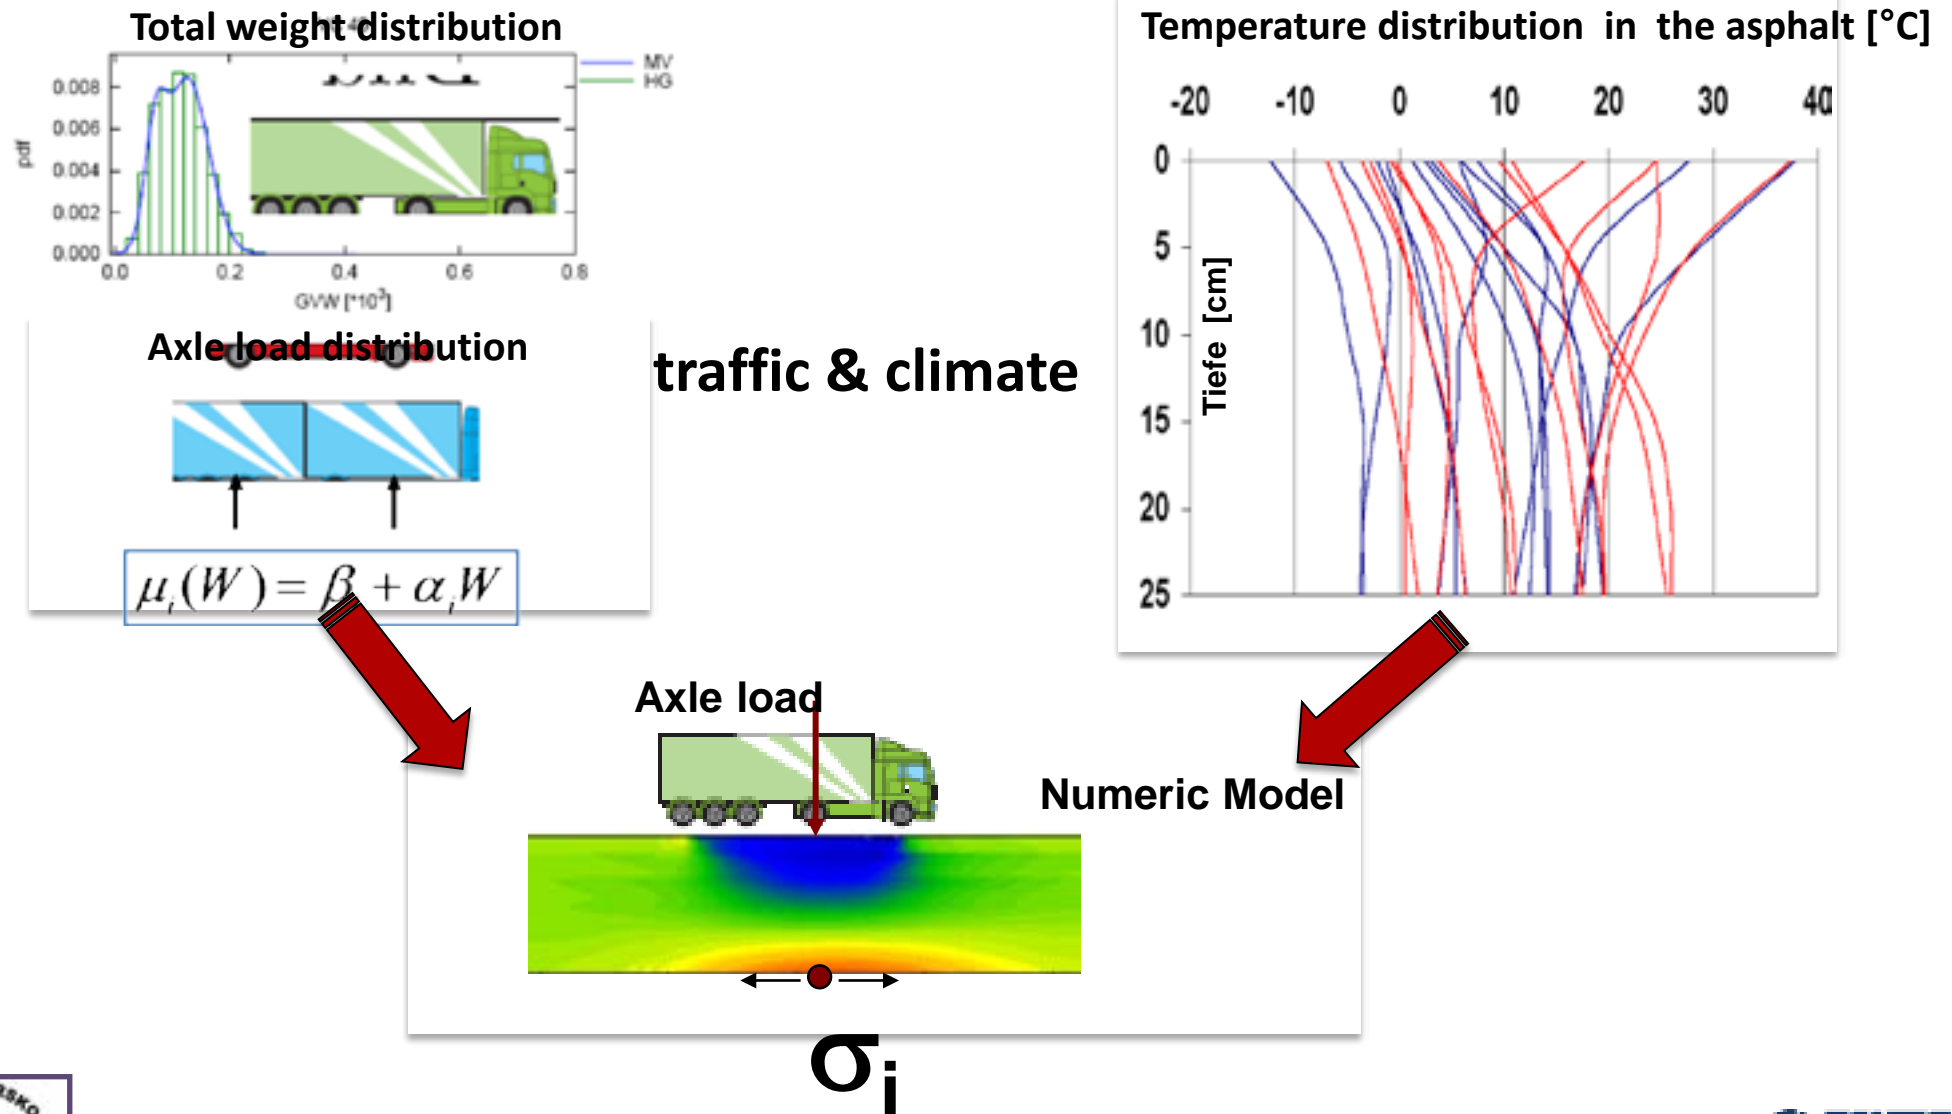 Total weight distribution
MV
HG
0.008
0.006
0.004
0.002
0.000
pdf
0.0 0.2 0.4 0.6 0.8
GVW [*10³]
Axle load distribution
μᵢ(W) = β + αᵢW
traffic & climate
Temperature distribution in the asphalt [°C]
-20 -10 0 10 20 30 40
0
5
10
15
20
25
Tiefe [cm]
Axle load
Numeric Model
σᵢ